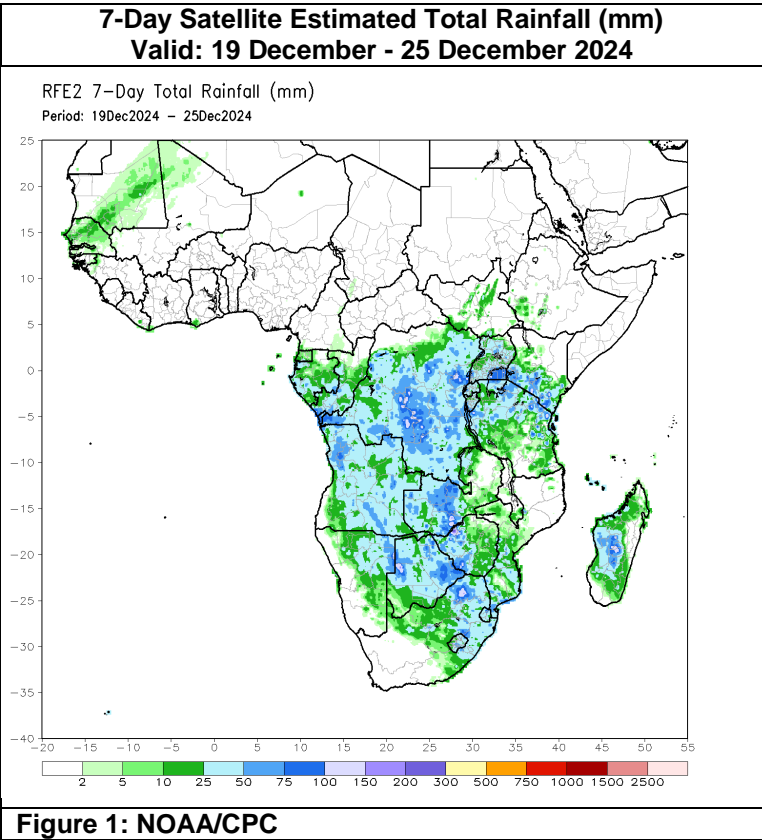 7-Day Satellite Estimated Total Rainfall (mm)
Valid: 19 December - 25 December 2024
RFE2 7-Day Total Rainfall (mm)
Period: 19Dec2024 - 25Dec2024
25
20
15
10
5
0
-5
-10
-15
-20
-25
-30
-35
-40
-20 -15 -10 -5 0 5 10 15 20 25 30 35 40 45 50 55
2 5 10 25 50 75 100 150 200 300 500 750 1000 1500 2500
Figure 1: NOAA/CPC